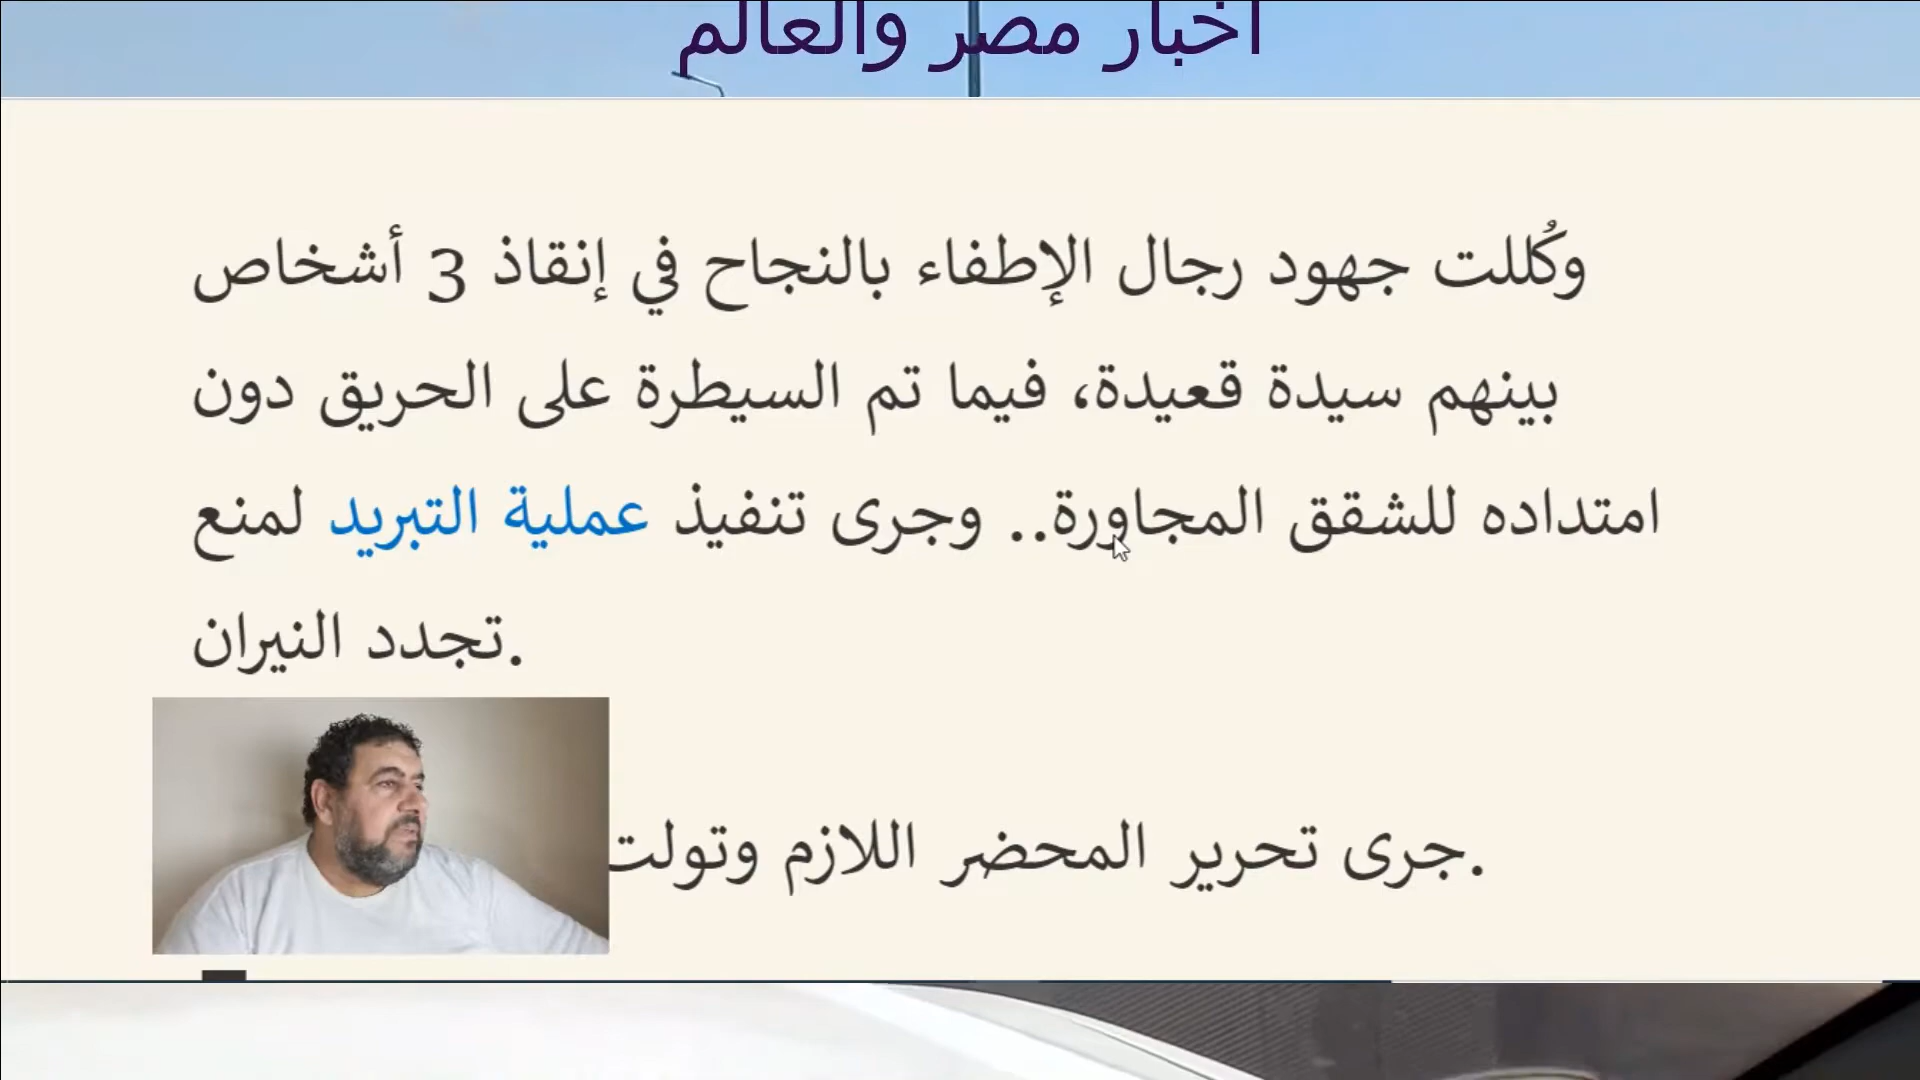 أخبار مصر والعالم
وكُللت جهود رجال الإطفاء بالنجاح في إنقاذ 3 أشخاص
بينهم سيدة قعيدة، فيما تم السيطرة على الحريق دون
امتداده للشقق المجاورة.. وجرى تنفيذ عملية التبريد لمنع
تجدد النيران.
جرى تحرير المحضر اللازم وتولت.